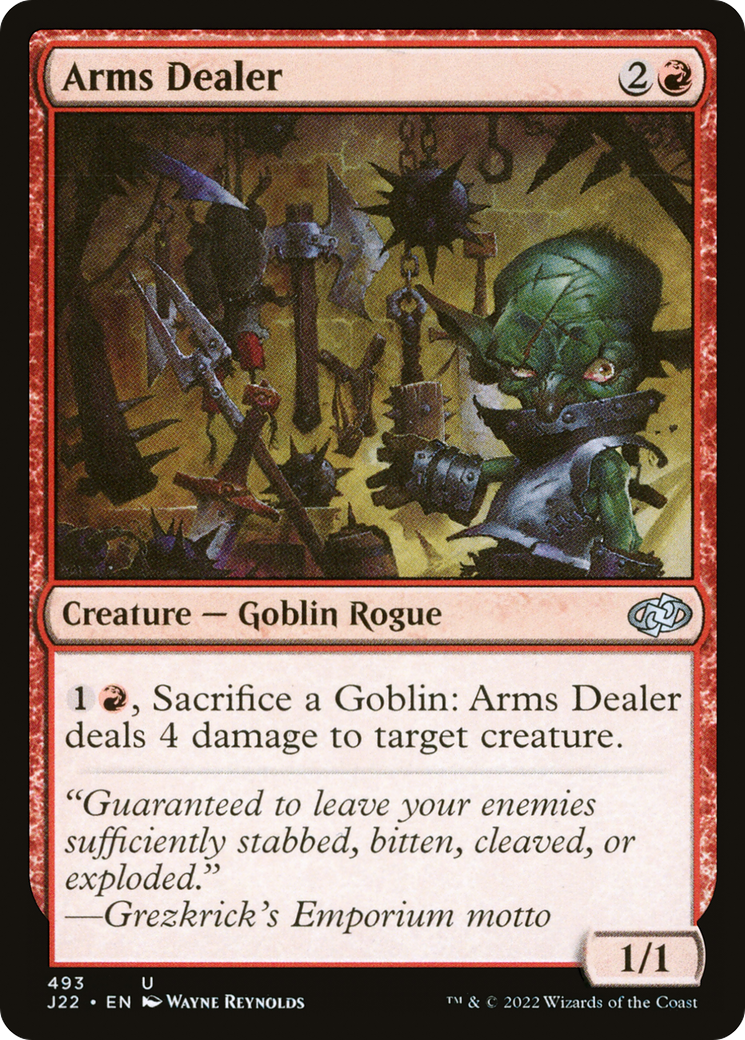 Arms Dealer 2
Creature — Goblin Rogue
1, Sacrifice a Goblin: Arms Dealer
deals 4 damage to target creature.
“Guaranteed to leave your enemies
sufficiently stabbed, bitten, cleaved, or
exploded.”
—Grezkrick’s Emporium motto
1/1
493 U
J22 • EN Wayne Reynolds ™ & © 2022 Wizards of the Coast